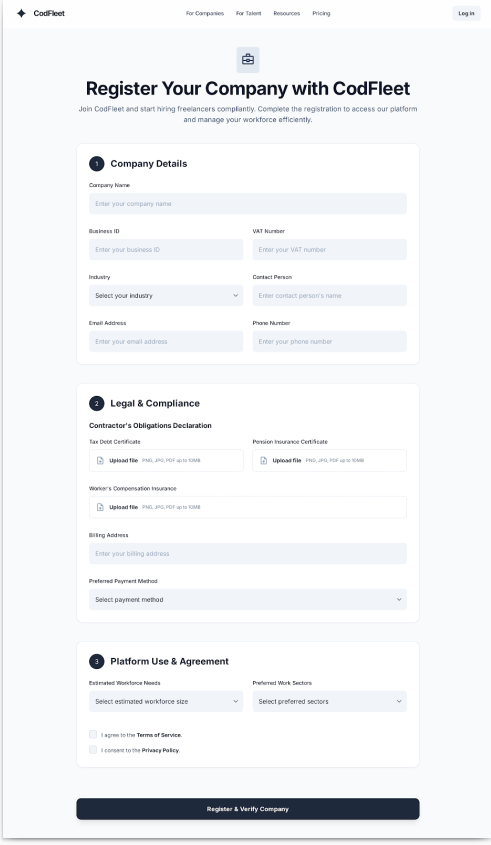 CodFleet
For Companies For Talent Resources Pricing
Log in
Register Your Company with CodFleet
Join CodFleet and start hiring freelancers compliantly. Complete the registration to access our platform
and manage your workforce efficiently.
1 Company Details
Company Name
Enter your company name
Business ID VAT Number
Enter your business ID Enter your VAT number
Industry Contact Person
Select your industry Enter contact person's name
Email Address Phone Number
Enter your email address Enter your phone number
2 Legal & Compliance
Contractor's Obligations Declaration
Tax Debt Certificate Pension Insurance Certificate
Upload file PNG, JPG, PDF up to 10MB Upload file PNG, JPG, PDF up to 10MB
Worker's Compensation Insurance
Upload file PNG, JPG, PDF up to 10MB
Billing Address
Enter your billing address
Preferred Payment Method
Select payment method
3 Platform Use & Agreement
Estimated Workforce Needs Preferred Work Sectors
Select estimated workforce size Select preferred sectors
I agree to the Terms of Service.
I consent to the Privacy Policy.
Register & Verify Company